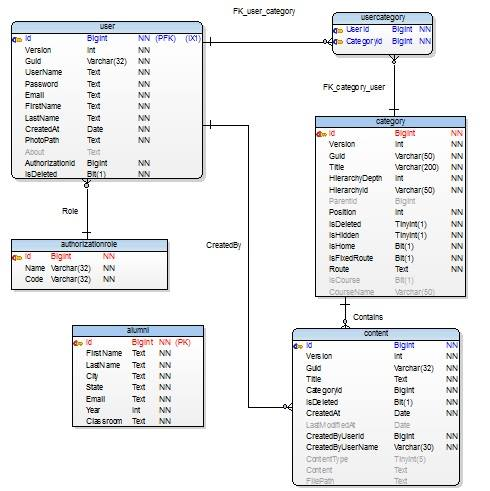 FK_user_category
user
Id BigInt NN (PFK) (IX1)
Version Int NN
Guid Varchar(32) NN
UserName Text NN
Password Text NN
Email Text NN
FirstName Text NN
LastName Text NN
CreatedAt Date NN
PhotoPath Text NN
About Text
AuthorizationId BigInt NN
IsDeleted Bit(1) NN
usercategory
UserId BigInt NN
CategoryId BigInt NN
FK_category_user
category
Id BigInt NN
Version Int NN
Guid Varchar(50) NN
Title Varchar(200) NN
HierarchyDepth Int NN
HierarchyId Varchar(50) NN
ParentId BigInt
Position Int NN
IsDeleted TinyInt(1) NN
IsHidden TinyInt(1) NN
IsHome Bit(1) NN
IsFixedRoute Bit(1) NN
Route Text NN
IsCourse Bit(1)
CourseName Varchar(50)
Role
CreatedBy
authorizationrole
Id BigInt NN
Name Varchar(32) NN
Code Varchar(32) NN
Contains
alumni
Id BigInt NN (PK)
FirstName Text NN
LastName Text NN
City Text NN
State Text NN
Email Text NN
Year Int NN
Classroom Text NN
content
Id BigInt NN
Version Int NN
Guid Varchar(32) NN
Title Text NN
CategoryId BigInt NN
IsDeleted Bit(1) NN
CreatedAt Date NN
LastModifiedAt Date
CreatedByUserId BigInt NN
CreatedByUserName Varchar(30) NN
ContentType TinyInt(5)
Content Text
FilePath Text